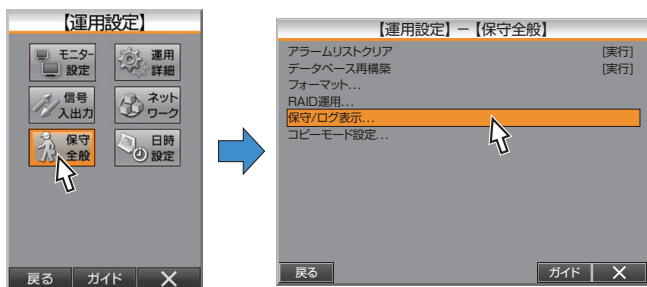 【運用設定】
モニター
設定
運用
詳細
信号
入出力
ネット
ワーク
保守
全般
日時
設定
戻る ガイド ×
【運用設定】－【保守全般】
アラームリストクリア [実行]
データベース再構築 [実行]
フォーマット…
RAID運用…
保守/ログ表示…
コピーモード設定…
戻る ガイド ×